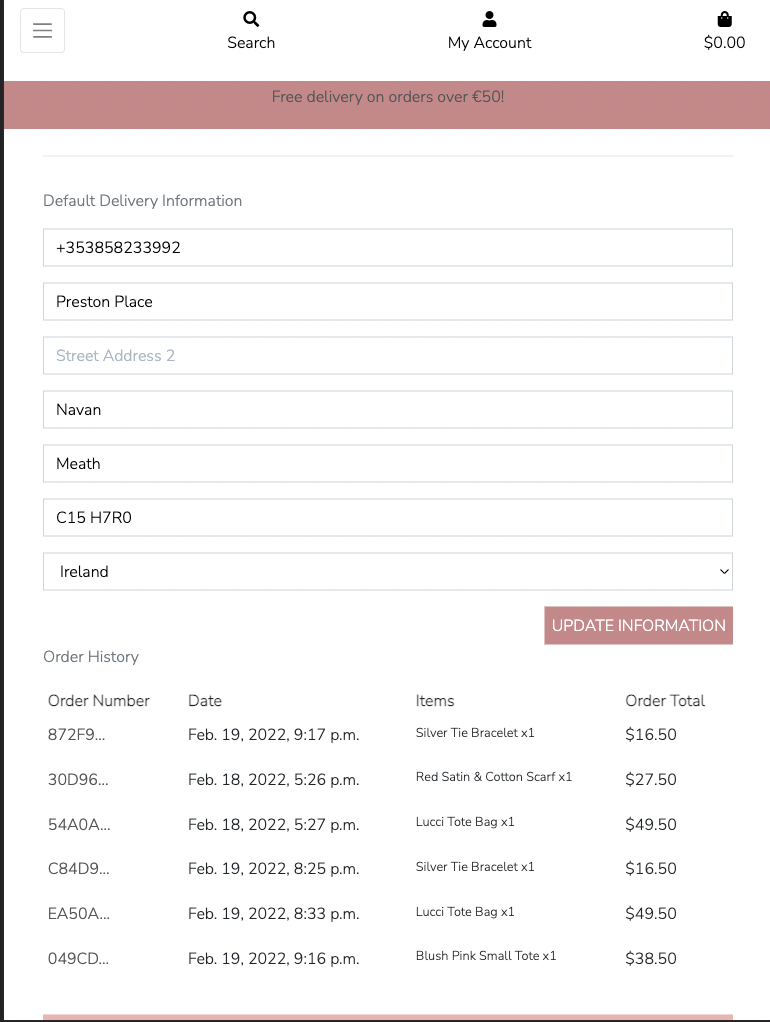 Search
My Account
$0.00
Free delivery on orders over €50!
Default Delivery Information
+353858233992
Preston Place
Street Address 2
Navan
Meath
C15 H7R0
Ireland
UPDATE INFORMATION
Order History
Order Number Date Items Order Total
872F9... Feb. 19, 2022, 9:17 p.m. Silver Tie Bracelet x1 $16.50
30D96... Feb. 18, 2022, 5:26 p.m. Red Satin & Cotton Scarf x1 $27.50
54A0A... Feb. 18, 2022, 5:27 p.m. Lucci Tote Bag x1 $49.50
C84D9... Feb. 19, 2022, 8:25 p.m. Silver Tie Bracelet x1 $16.50
EA50A... Feb. 19, 2022, 8:33 p.m. Lucci Tote Bag x1 $49.50
049CD... Feb. 19, 2022, 9:16 p.m. Blush Pink Small Tote x1 $38.50